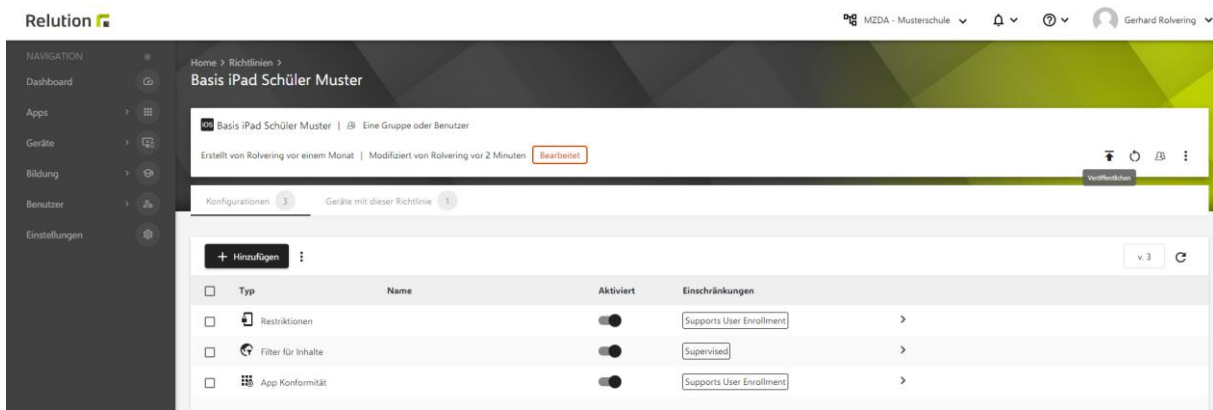 Relution
MZDA - Musterschule
Gerhard Rolvering
NAVIGATION
Dashboard
Apps
Geräte
Bildung
Benutzer
Einstellungen
Home > Richtlinien >
Basis iPad Schüler Muster
iOS Basis iPad Schüler Muster | Eine Gruppe oder Benutzer
Erstellt von Rolvering vor einem Monat | Modifiziert von Rolvering vor 2 Minuten Bearbeitet
Veröffentlichen
Konfigurationen 3 Geräte mit dieser Richtlinie 1
+ Hinzufügen v. 3
Typ Name Aktiviert Einschränkungen
Restriktionen Supports User Enrollment
Filter für Inhalte Supervised
App Konformität Supports User Enrollment